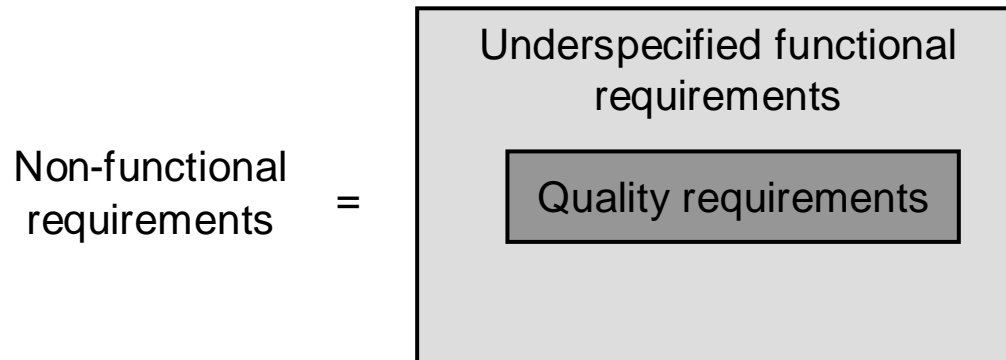 Underspecified functional
requirements
Non-functional
requirements
=
Quality requirements